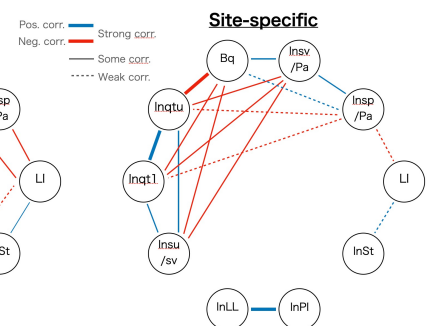 Site-specific
Pos. corr.
Neg. corr.
Strong corr.
Some corr.
Weak corr.
Bq
Insv
/Pa
Inqtu
Insp
/Pa
sp
Pa
Inqtl
LI
LI
Insu
/sv
InSt
St
InLL
InPl